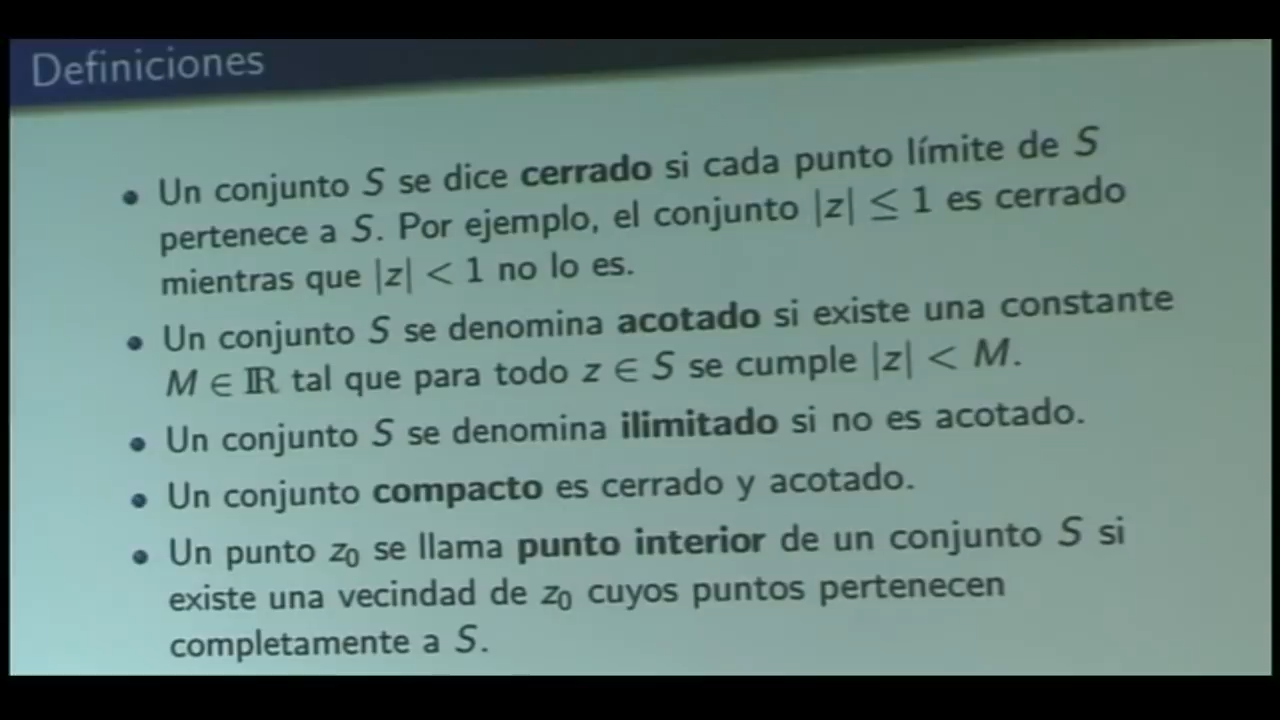 Definiciones
Un conjunto S se dice cerrado si cada punto límite de S
pertenece a S. Por ejemplo, el conjunto |z| ≤ 1 es cerrado
mientras que |z| < 1 no lo es.
Un conjunto S se denomina acotado si existe una constante
M ∈ ℝ tal que para todo z ∈ S se cumple |z| < M.
Un conjunto S se denomina ilimitado si no es acotado.
Un conjunto compacto es cerrado y acotado.
Un punto z₀ se llama punto interior de un conjunto S si
existe una vecindad de z₀ cuyos puntos pertenecen
completamente a S.